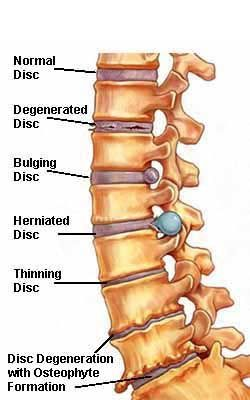 Normal
Disc
Degenerated
Disc
Bulging
Disc
Herniated
Disc
Thinning
Disc
Disc Degeneration
with Osteophyte
Formation